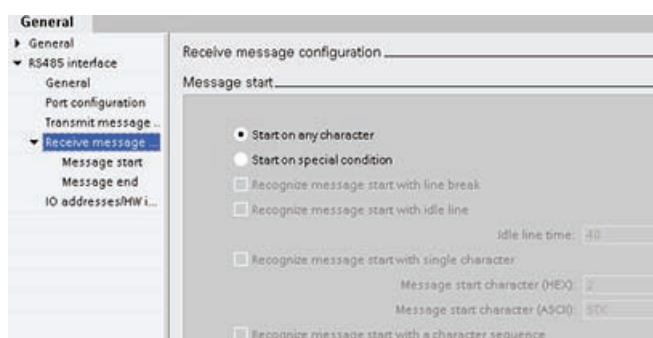 General
General
RS485 interface
General
Port configuration
Transmit message ...
Receive message ...
Message start
Message end
IO addresses/HW i...
Receive message configuration
Message start
Start on any character
Start on special condition
Recognize message start with line break
Recognize message start with idle line
Idle line time: 40
Recognize message start with single character
Message start character (HEX): 2
Message start character (ASCII): STX
Recognize message start with a character sequence